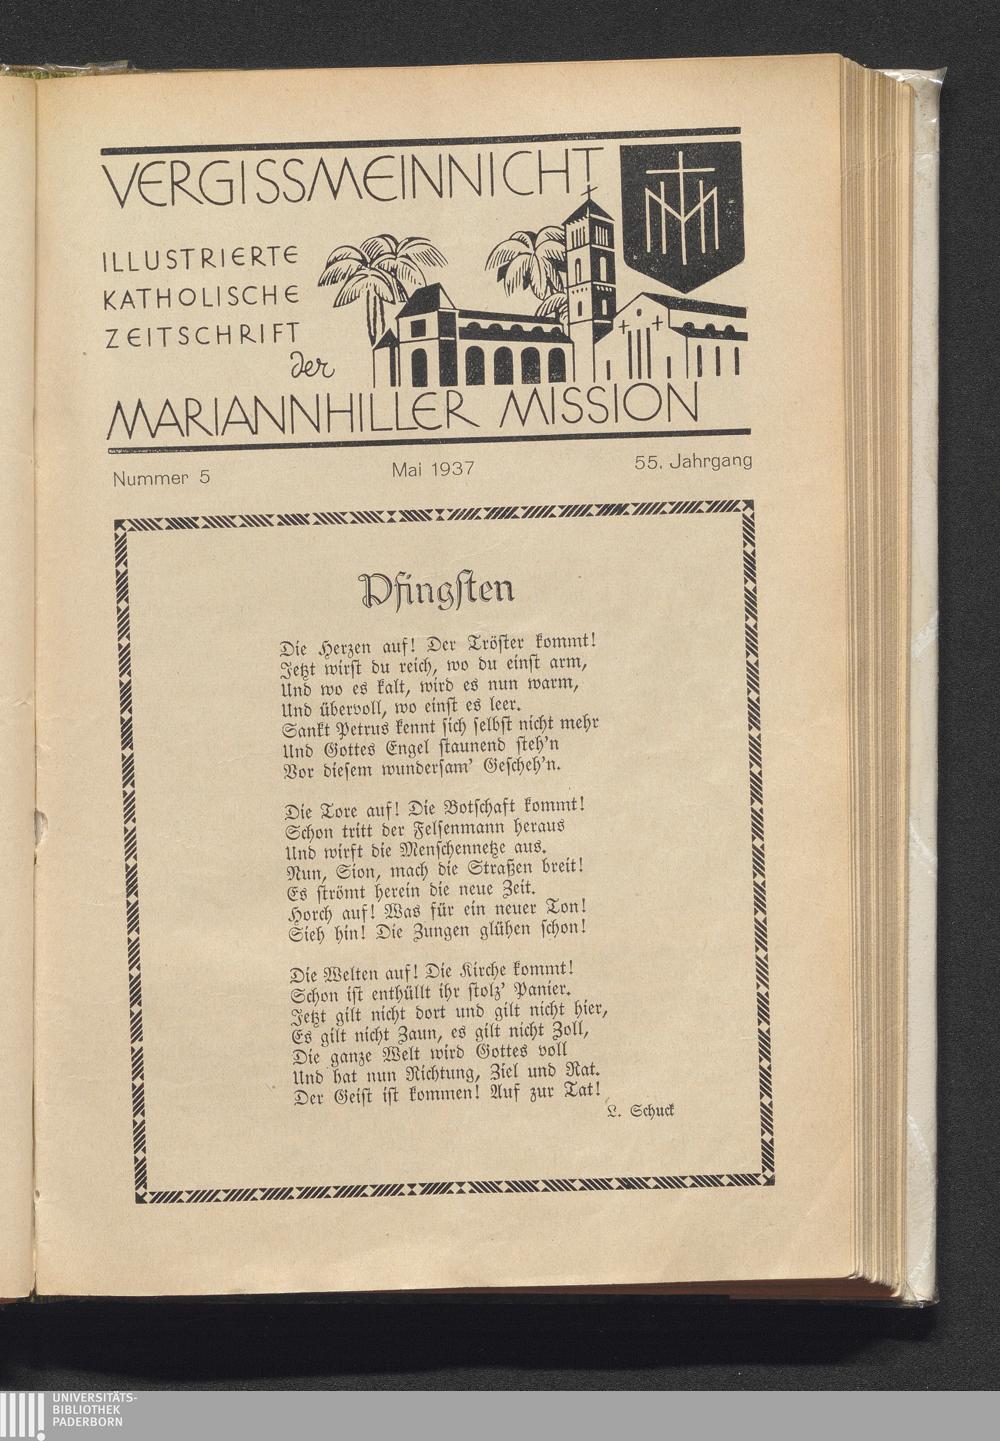 VERGISSMEINNICHT
ILLUSTRIERTE
KATHOLISCHE
ZEITSCHRIFT
der
MARIANNHILLER MISSION
Nummer 5
Mai 1937
55. Jahrgang
Pfingsten
Die Herzen auf! Der Tröster kommt!
Jetzt wirst du reich, wo du einst arm,
Und wo es kalt, wird es nun warm,
Und übervoll, wo einst es leer.
Sankt Petrus kennt sich selbst nicht mehr
Und Gottes Engel staunend steh'n
Vor diesem wundersam' Gescheh'n.
Die Tore auf! Die Botschaft kommt!
Schon tritt der Felsenmann heraus
Und wirft die Menschennetze aus.
Nun, Sion, mach die Straßen breit!
Es strömt herein die neue Zeit.
Horch auf! Was für ein neuer Ton!
Sieh hin! Die Zungen glühen schon!
Die Welten auf! Die Kirche kommt!
Schon ist enthüllt ihr stolz' Panier.
Jetzt gilt nicht dort und gilt nicht hier,
Es gilt nicht Zaun, es gilt nicht Zoll,
Die ganze Welt wird Gottes voll
Und hat nun Richtung, Ziel und Rat.
Der Geist ist kommen! Auf zur Tat!
L. Schuck
UNIVERSITÄTS-
BIBLIOTHEK
PADERBORN